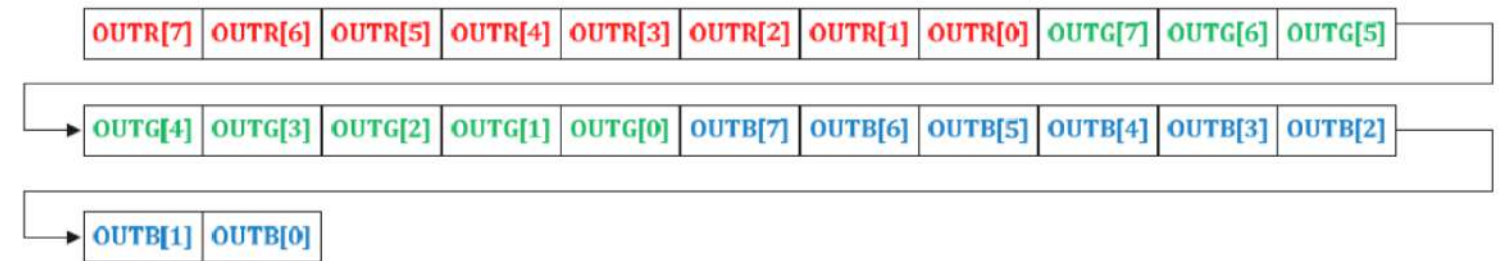 OUTR[7] OUTR[6] OUTR[5] OUTR[4] OUTR[3] OUTR[2] OUTR[1] OUTR[0] OUTG[7] OUTG[6] OUTG[5]
OUTG[4] OUTG[3] OUTG[2] OUTG[1] OUTG[0] OUTB[7] OUTB[6] OUTB[5] OUTB[4] OUTB[3] OUTB[2]
OUTB[1] OUTB[0]